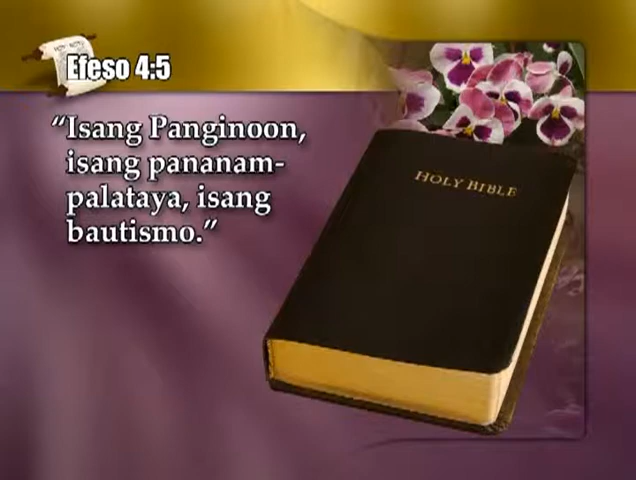 Efeso 4:5
“Isang Panginoon,
isang pananam-
palataya, isang
bautismo.”
HOLY BIBLE